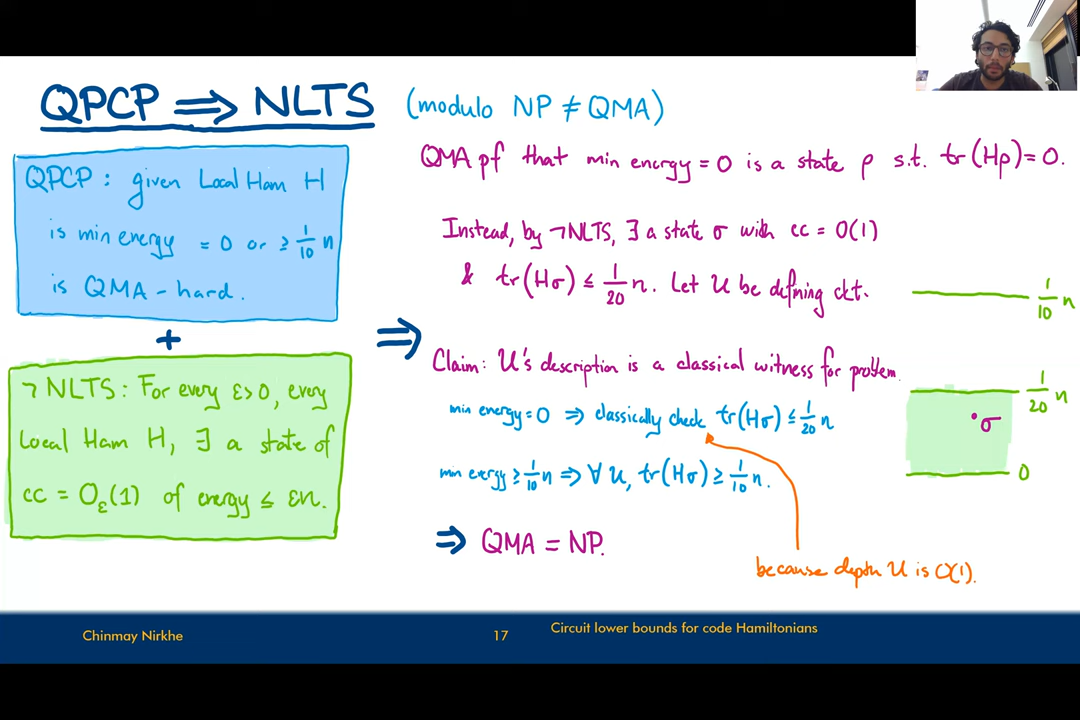 QPCP ⟹ NLTS (modulo NP ≠ QMA)
QPCP: given Local Ham H
is min energy = 0 or ≥ 1/10 n
is QMA-hard.
+
¬NLTS: For every ε>0, every
Local Ham H, ∃ a state of
cc = O_ε(1) of energy ≤ εn.
⟹
QMA pf that min energy = 0 is a state ρ s.t. tr(Hρ) = 0.
Instead, by ¬NLTS, ∃ a state σ with cc = O(1)
& tr(Hσ) ≤ 1/20 n. Let U be defining ckt.
Claim: U's description is a classical witness for problem.
min energy = 0 ⟹ classically check tr(Hσ) ≤ 1/20 n
min energy ≥ 1/10 n ⟹ ∀ U, tr(Hσ) ≥ 1/10 n.
⟹ QMA = NP.
because depth U is O(1).
1/10 n
1/20 n
σ
0
Chinmay Nirkhe
17
Circuit lower bounds for code Hamiltonians